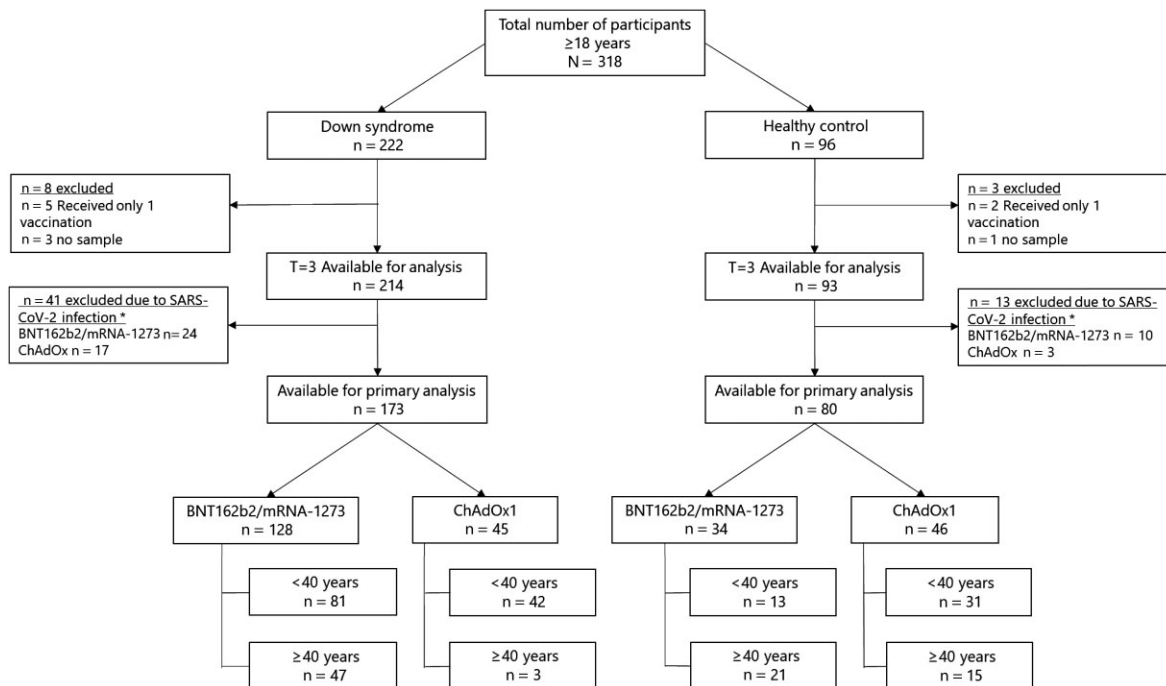 Total number of participants
≥18 years
N = 318
Down syndrome
n = 222
Healthy control
n = 96
n = 8 excluded
n = 5 Received only 1
vaccination
n = 3 no sample
n = 3 excluded
n = 2 Received only 1
vaccination
n = 1 no sample
T=3 Available for analysis
n = 214
T=3 Available for analysis
n = 93
n = 41 excluded due to SARS-
CoV-2 infection *
BNT162b2/mRNA-1273 n= 24
ChAdOx n = 17
n = 13 excluded due to SARS-
CoV-2 infection *
BNT162b2/mRNA-1273 n = 10
ChAdOx n = 3
Available for primary analysis
n = 173
Available for primary analysis
n = 80
BNT162b2/mRNA-1273
n = 128
ChAdOx1
n = 45
BNT162b2/mRNA-1273
n = 34
ChAdOx1
n = 46
<40 years
n = 81
<40 years
n = 42
<40 years
n = 13
<40 years
n = 31
≥40 years
n = 47
≥40 years
n = 3
≥40 years
n = 21
≥40 years
n = 15